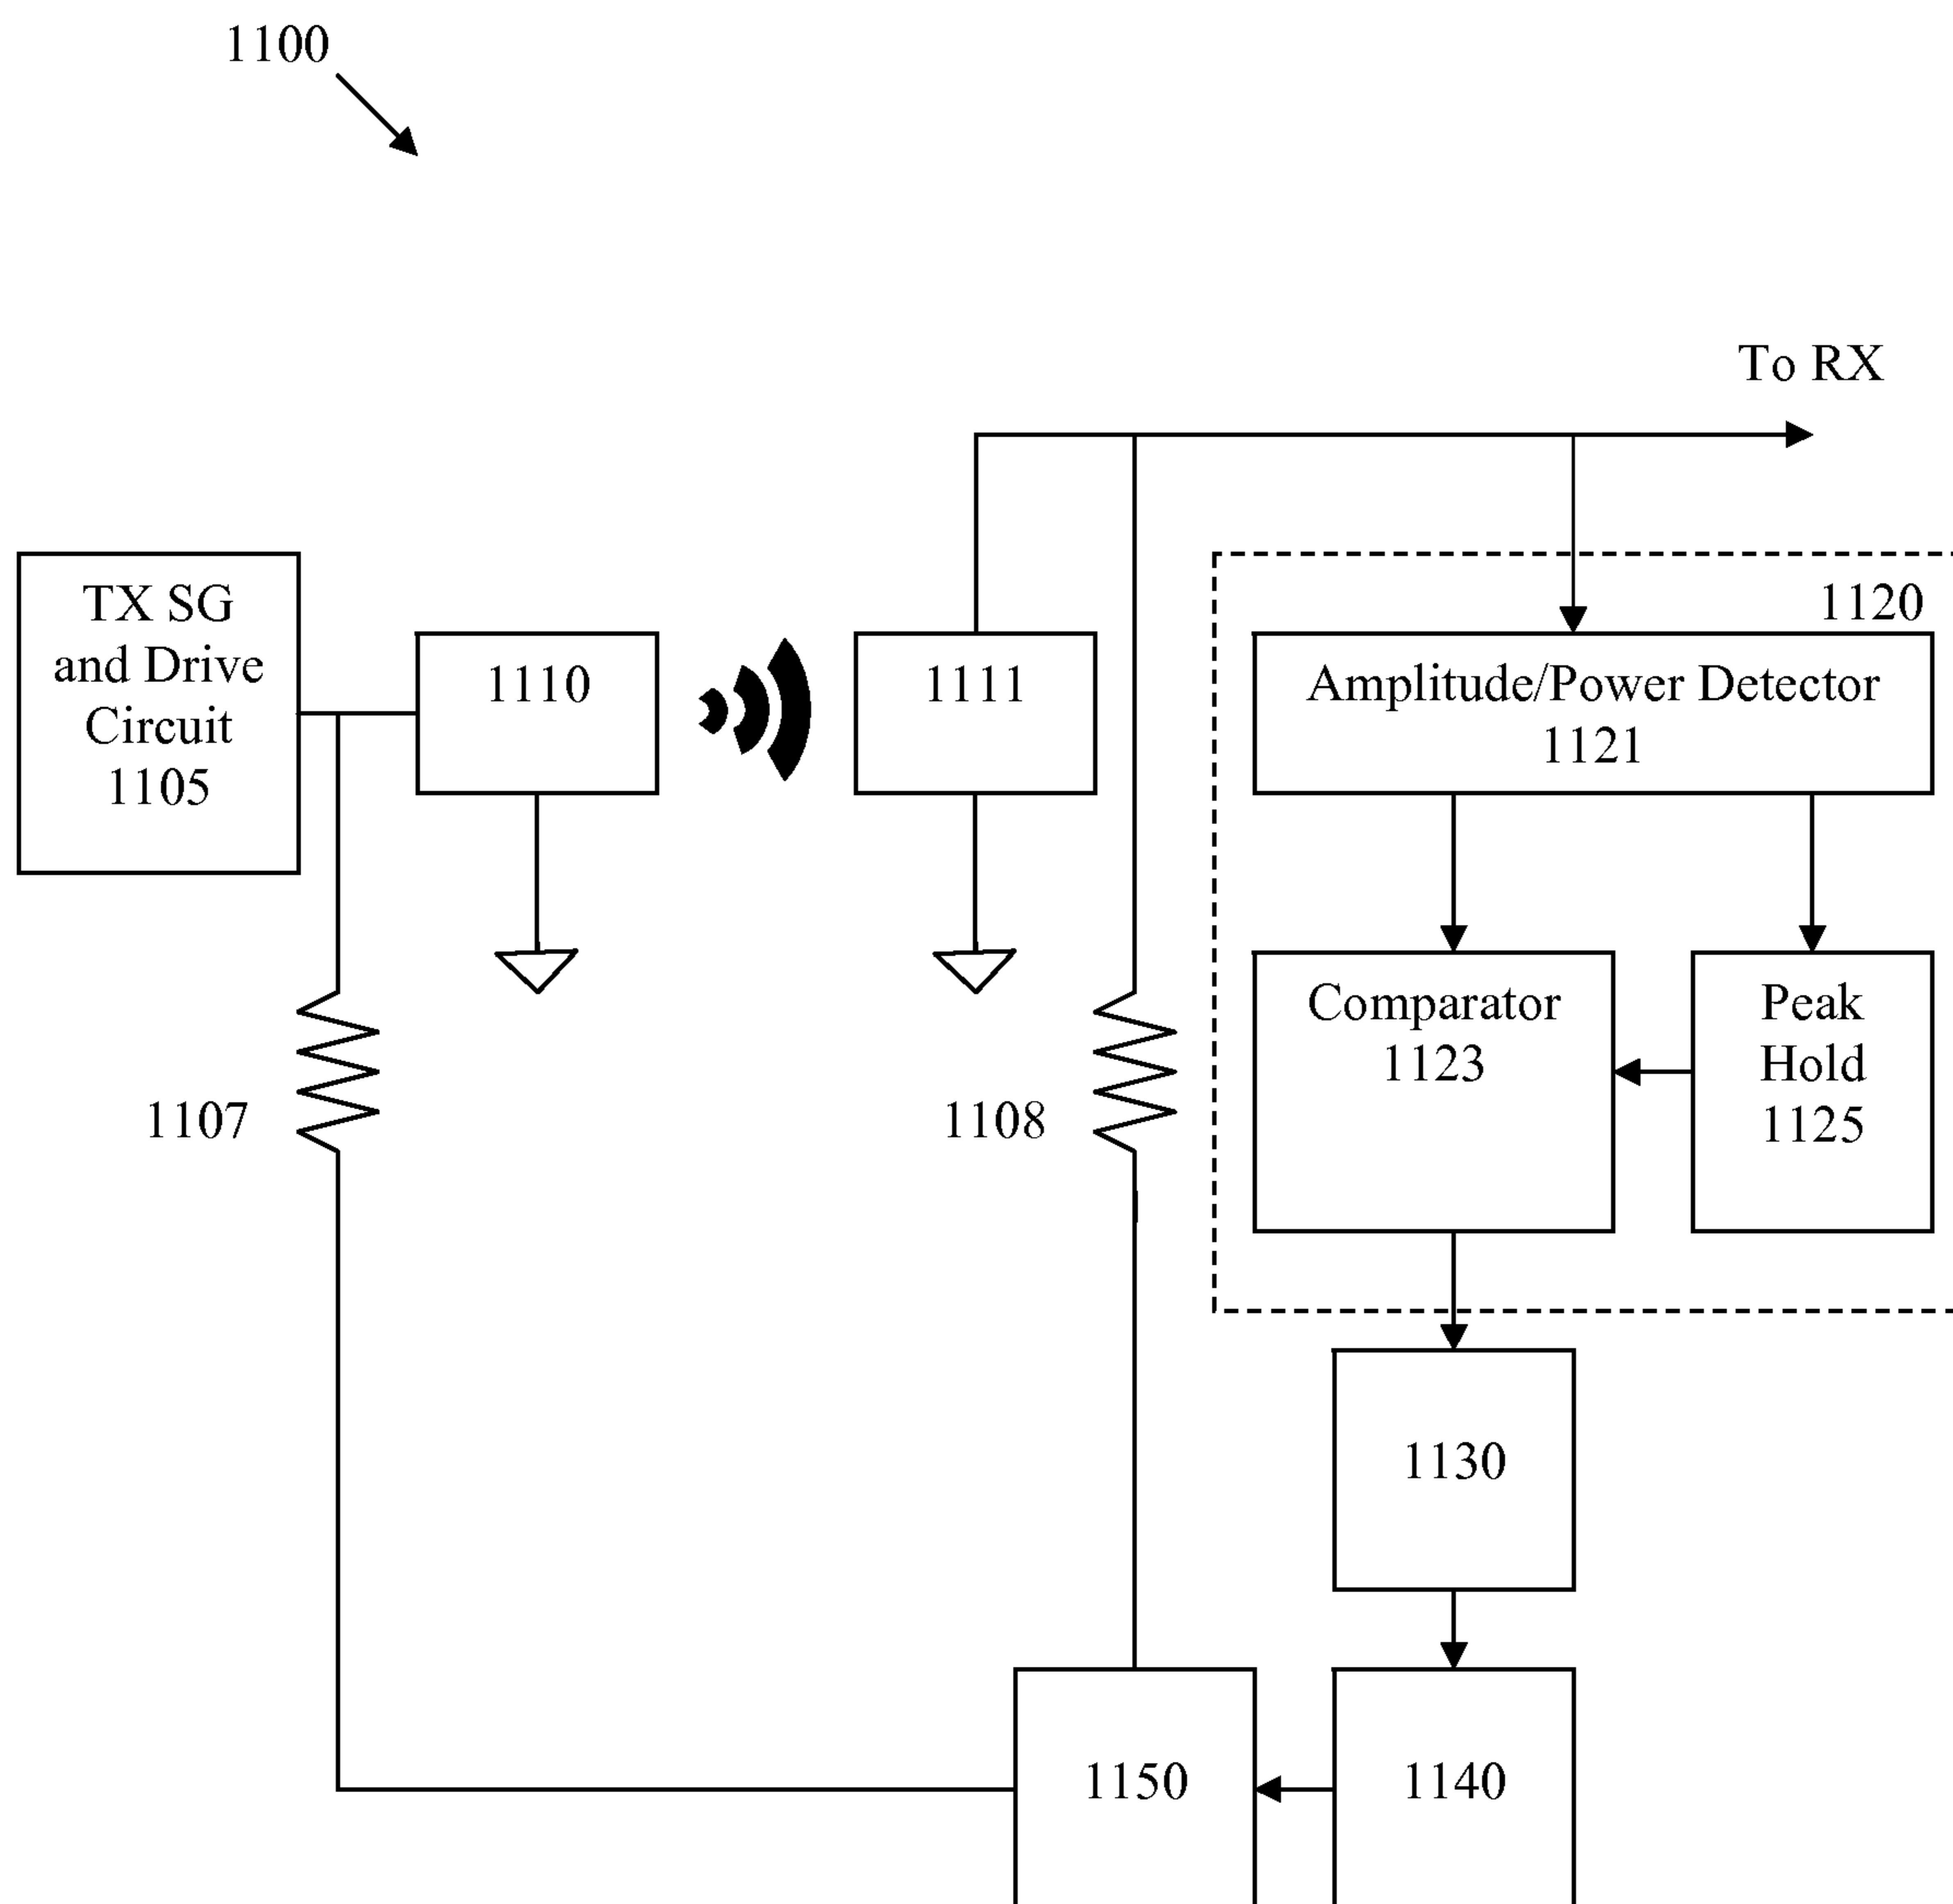 1100
To RX
TX SG
and Drive
Circuit
1105
1110
1111
1120
Amplitude/Power Detector
1121
Comparator
1123
Peak
Hold
1125
1107
1108
1130
1150
1140